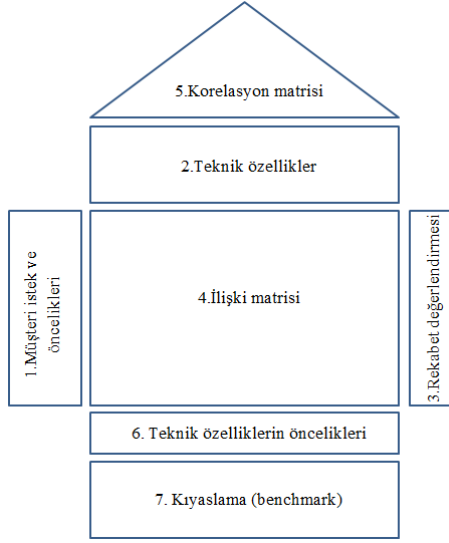 5.Korelasyon matrisi
2.Teknik özellikler
1.Müşteri istek ve
öncelikleri
4.İlişki matrisi
3.Rekabet değerlendirmesi
6. Teknik özelliklerin öncelikleri
7. Kıyaslama (benchmark)